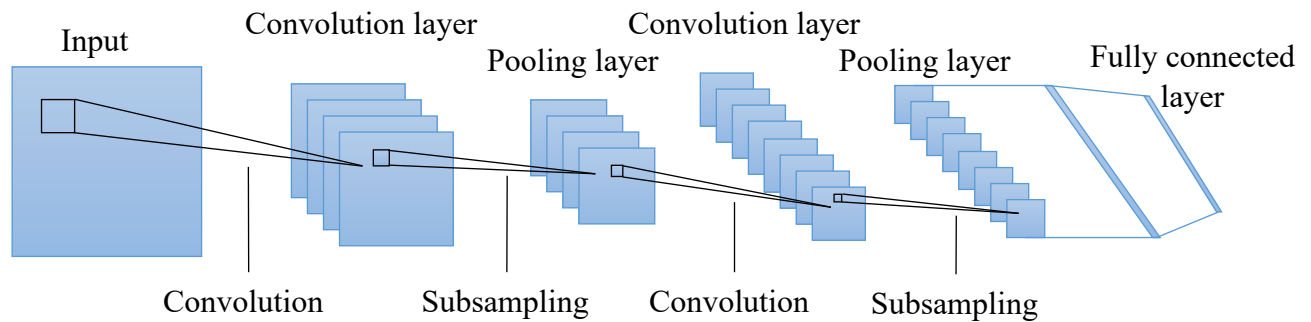 Input
Convolution layer
Pooling layer
Convolution layer
Pooling layer
Fully connected
layer
Convolution
Subsampling
Convolution
Subsampling